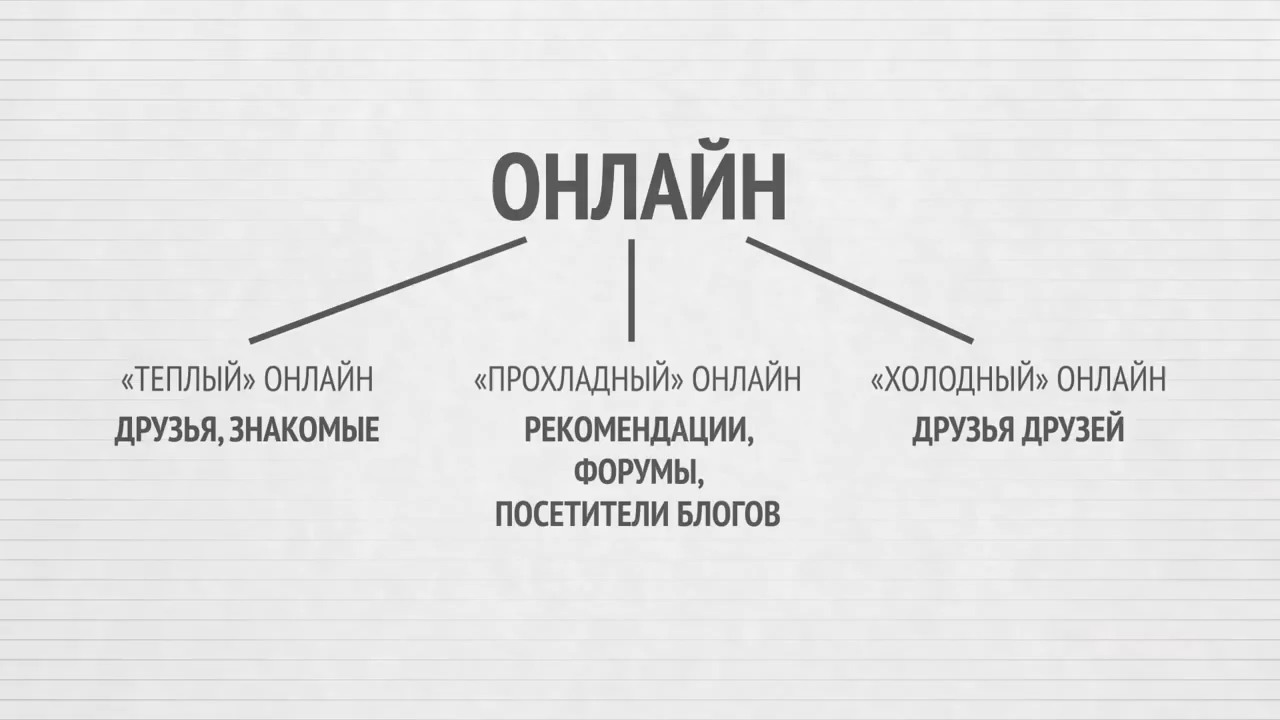 ОНЛАЙН
«ТЕПЛЫЙ» ОНЛАЙН
ДРУЗЬЯ, ЗНАКОМЫЕ
«ПРОХЛАДНЫЙ» ОНЛАЙН
РЕКОМЕНДАЦИИ,
ФОРУМЫ,
ПОСЕТИТЕЛИ БЛОГОВ
«ХОЛОДНЫЙ» ОНЛАЙН
ДРУЗЬЯ ДРУЗЕЙ